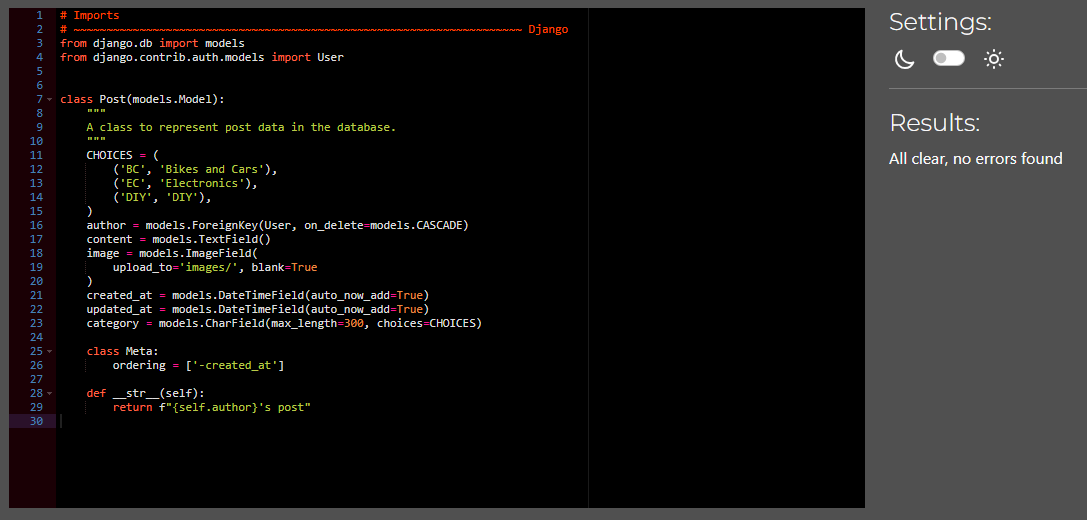 1 # Imports
2 # ~~~~~~~~~~~~~~~~~~~~~~~~~~~~~~~~~~~~~~~~~~~~~~~~~~~~~~~~~~~~~~~~~~~~ Django
3 from django.db import models
4 from django.contrib.auth.models import User
5
6
7 class Post(models.Model):
8     """
9     A class to represent post data in the database.
10     """
11     CHOICES = (
12         ('BC', 'Bikes and Cars'),
13         ('EC', 'Electronics'),
14         ('DIY', 'DIY'),
15     )
16     author = models.ForeignKey(User, on_delete=models.CASCADE)
17     content = models.TextField()
18     image = models.ImageField(
19         upload_to='images/', blank=True
20     )
21     created_at = models.DateTimeField(auto_now_add=True)
22     updated_at = models.DateTimeField(auto_now_add=True)
23     category = models.CharField(max_length=300, choices=CHOICES)
24
25     class Meta:
26         ordering = ['-created_at']
27
28     def __str__(self):
29         return f"{self.author}'s post"
30
Settings:
Results:
All clear, no errors found